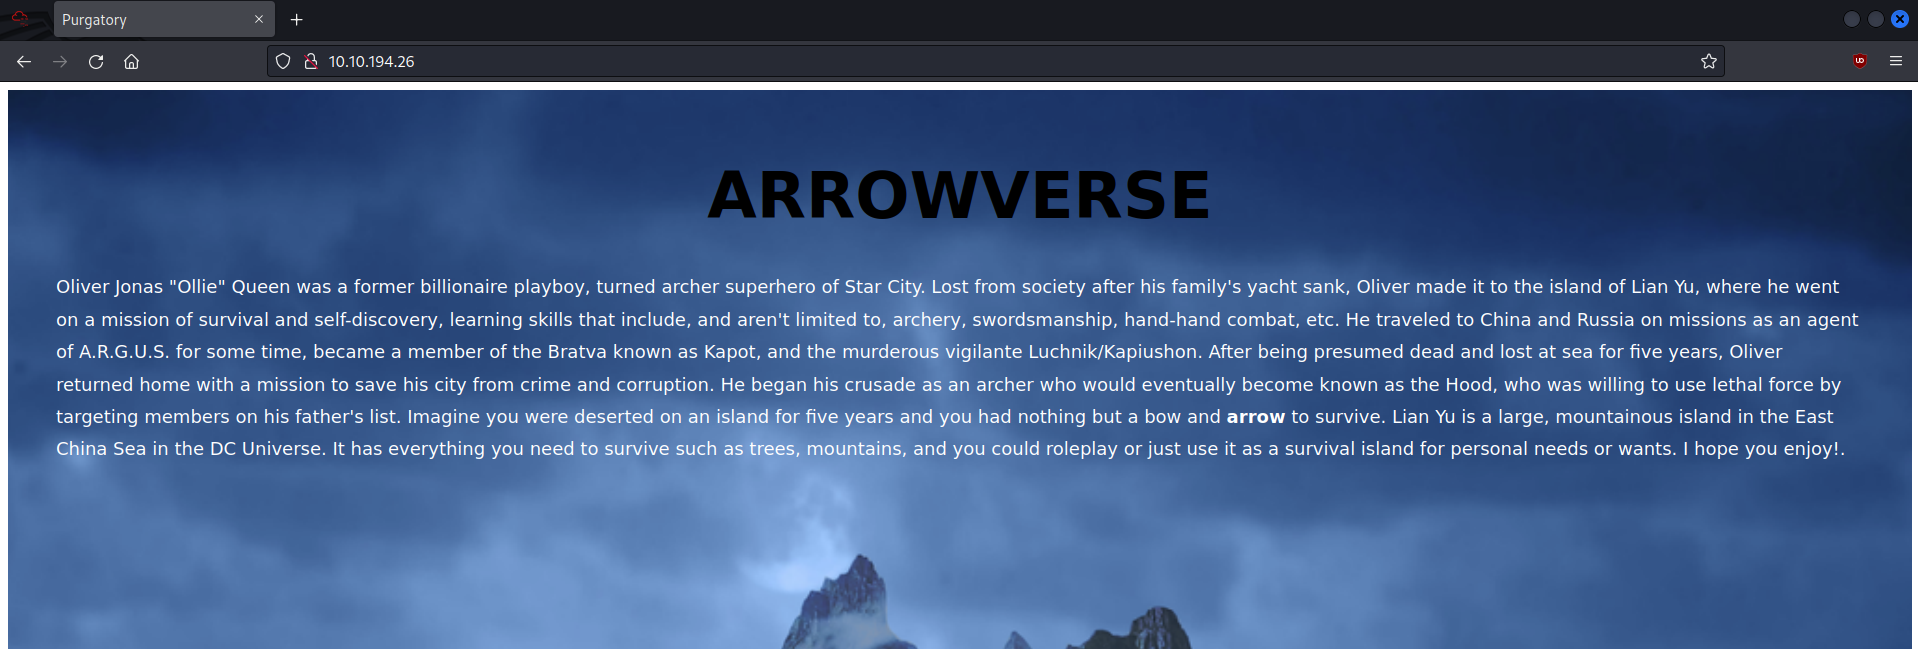 Purgatory
10.10.194.26
ARROWVERSE
Oliver Jonas "Ollie" Queen was a former billionaire playboy, turned archer superhero of Star City. Lost from society after his family's yacht sank, Oliver made it to the island of Lian Yu, where he went
on a mission of survival and self-discovery, learning skills that include, and aren't limited to, archery, swordsmanship, hand-hand combat, etc. He traveled to China and Russia on missions as an agent
of A.R.G.U.S. for some time, became a member of the Bratva known as Kapot, and the murderous vigilante Luchnik/Kapiushon. After being presumed dead and lost at sea for five years, Oliver
returned home with a mission to save his city from crime and corruption. He began his crusade as an archer who would eventually become known as the Hood, who was willing to use lethal force by
targeting members on his father's list. Imagine you were deserted on an island for five years and you had nothing but a bow and arrow to survive. Lian Yu is a large, mountainous island in the East
China Sea in the DC Universe. It has everything you need to survive such as trees, mountains, and you could roleplay or just use it as a survival island for personal needs or wants. I hope you enjoy!.